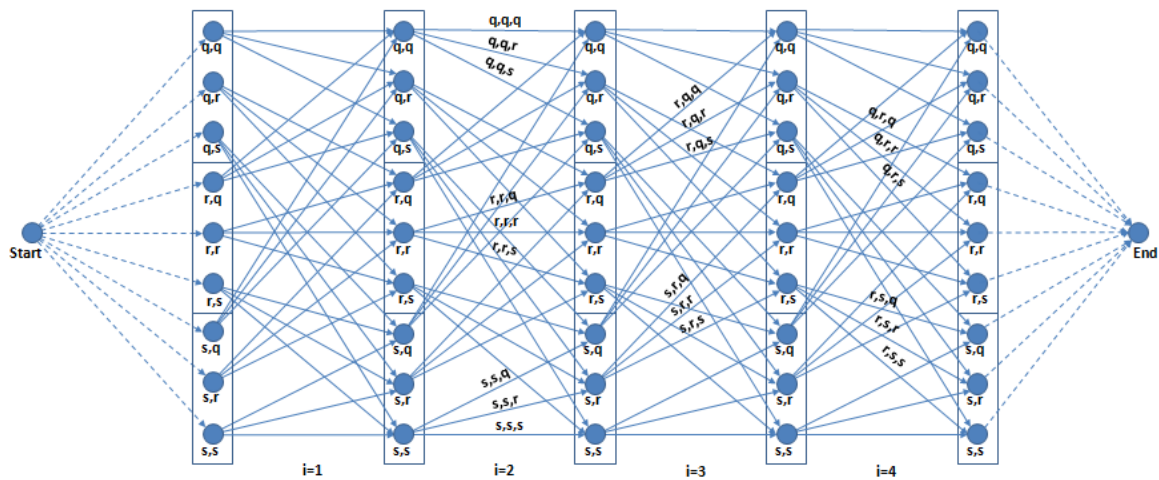 q,q,q
q,q
q,q
q,q
q,q
q,q
q,q,r
q,q,s
q,r
q,r
q,r
q,r
q,r
r,q,q
r,q,r
r,q,s
q,r,q
q,r,r
q,r,s
q,s
q,s
q,s
q,s
q,s
r,q
r,q
r,q
r,q
r,q
r,r,q
r,r,r
r,r,s
Start
r,r
r,r
r,r
r,r
r,r
End
r,s
r,s
r,s
r,s
r,s
s,r,q
s,r,r
s,r,s
r,s,q
r,s,r
r,s,s
s,q
s,q
s,q
s,q
s,q
s,s,q
s,s,r
s,s,s
s,r
s,r
s,r
s,r
s,r
s,s
s,s
s,s
s,s
s,s
i=1
i=2
i=3
i=4